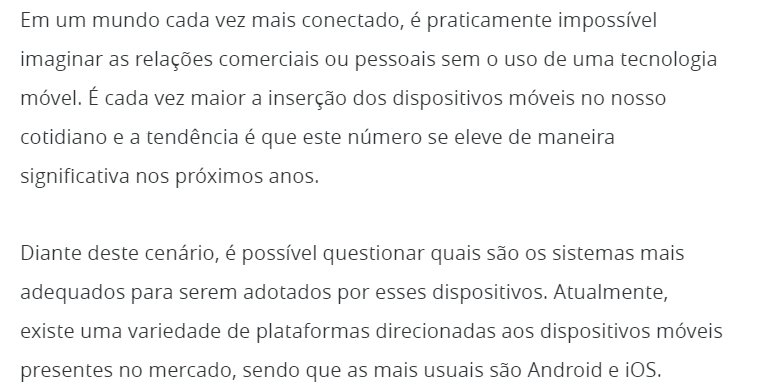 Em um mundo cada vez mais conectado, é praticamente impossível
imaginar as relações comerciais ou pessoais sem o uso de uma tecnologia
móvel. É cada vez maior a inserção dos dispositivos móveis no nosso
cotidiano e a tendência é que este número se eleve de maneira
significativa nos próximos anos.
Diante deste cenário, é possível questionar quais são os sistemas mais
adequados para serem adotados por esses dispositivos. Atualmente,
existe uma variedade de plataformas direcionadas aos dispositivos móveis
presentes no mercado, sendo que as mais usuais são Android e iOS.